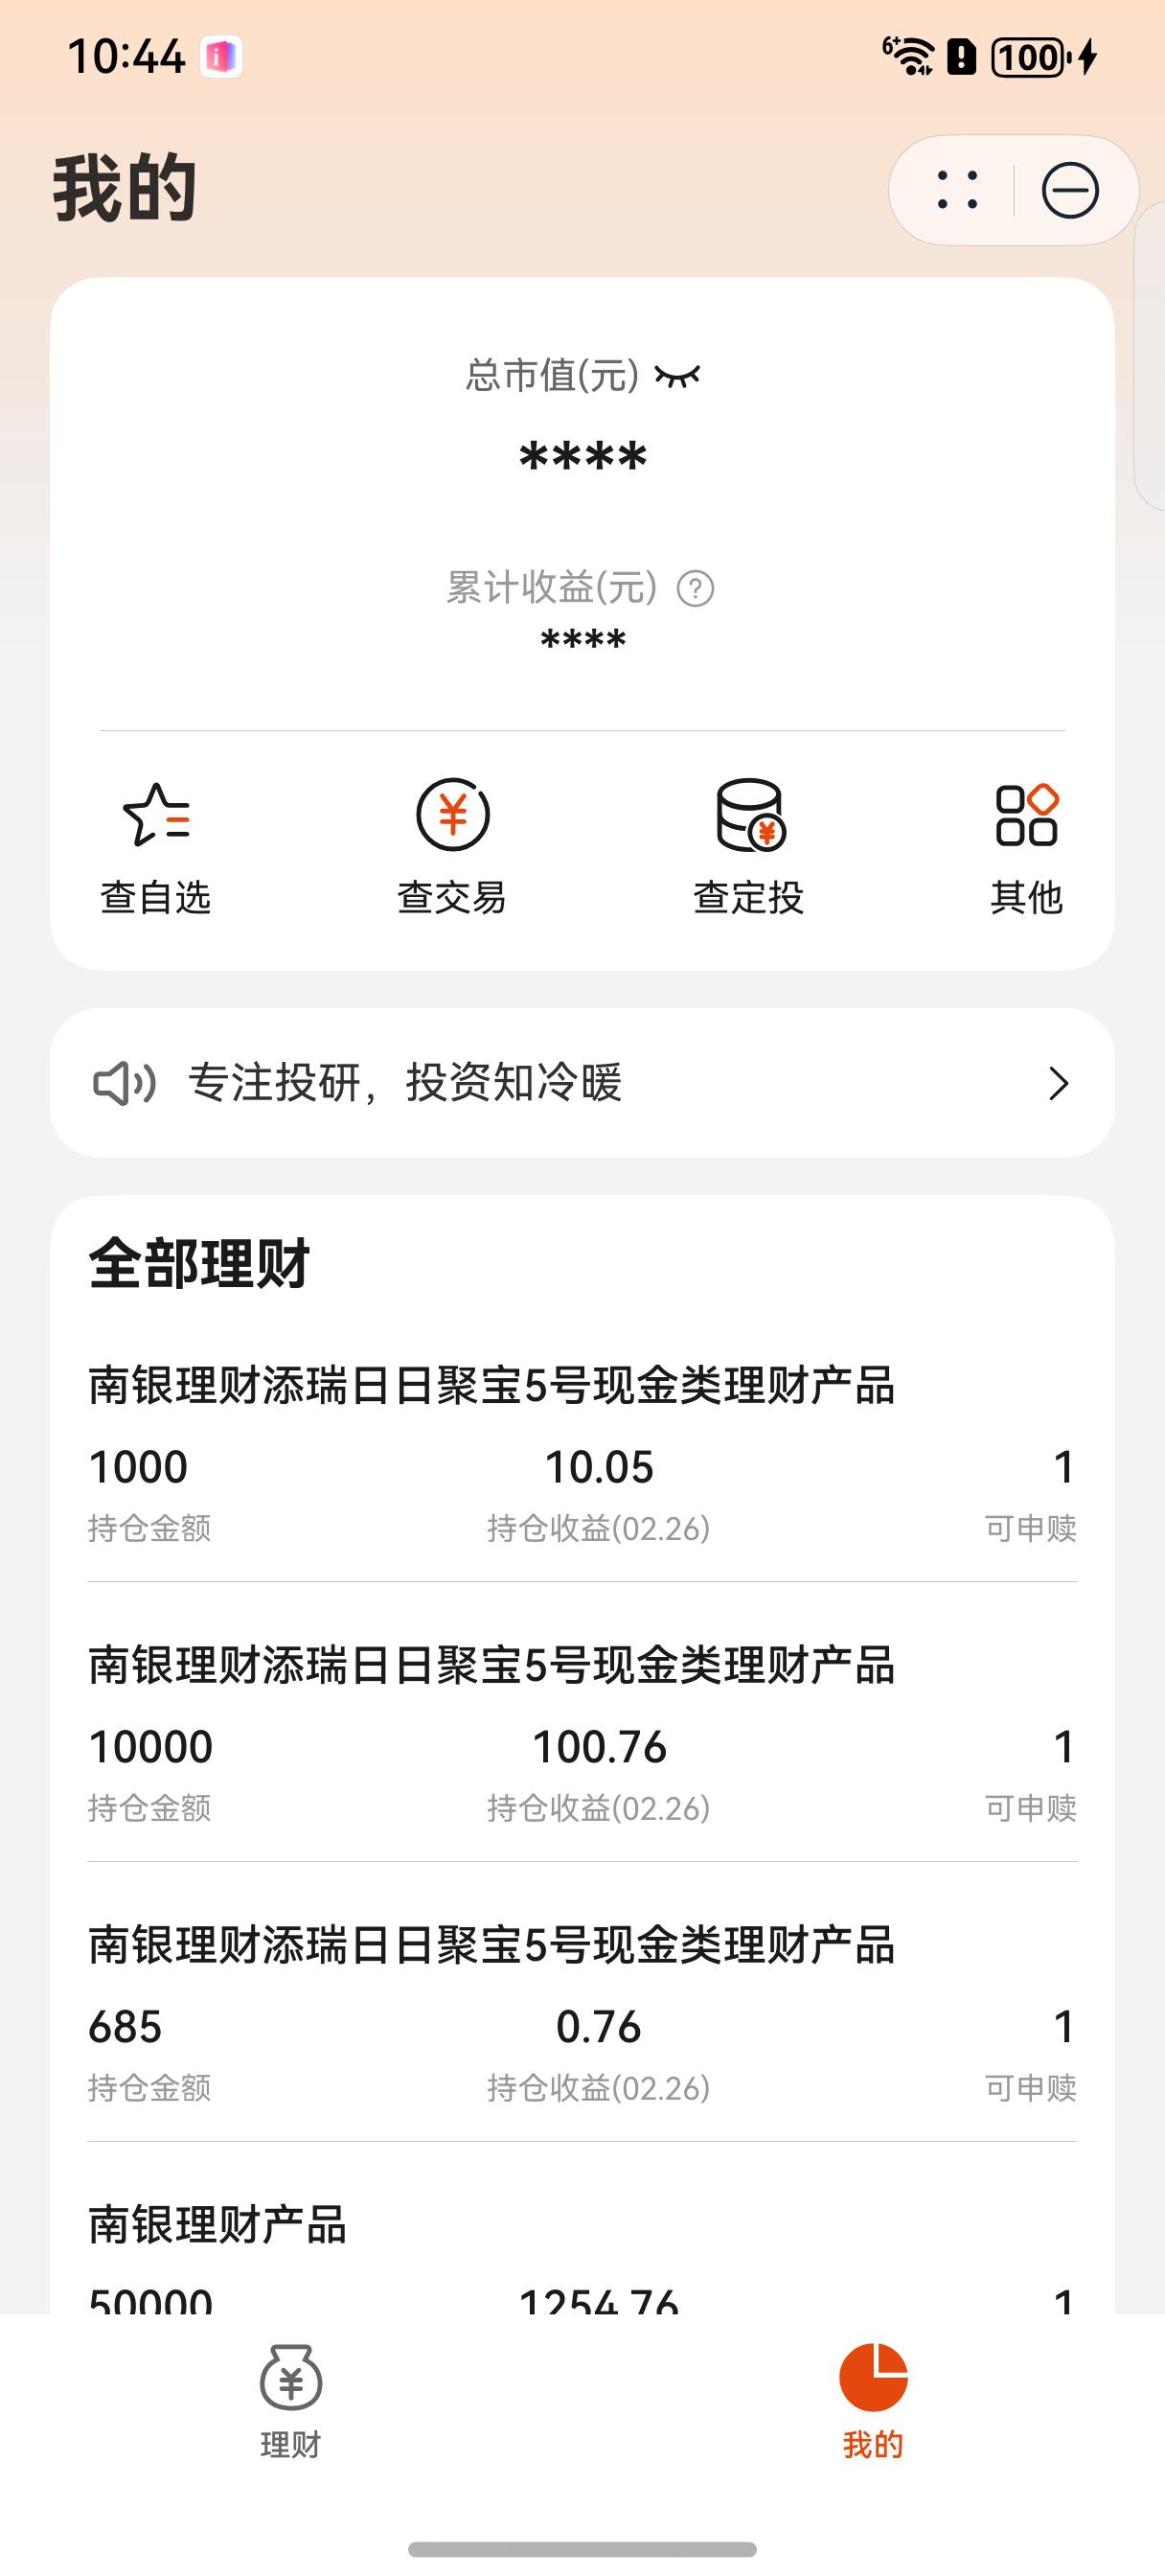 10:44
6+
100
我的
总市值(元)
****
累计收益(元) ?
****
查自选 查交易 查定投 其他
专注投研，投资知冷暖
全部理财
南银理财添瑞日日聚宝5号现金类理财产品
1000 10.05 1
持仓金额 持仓收益(02.26) 可申赎
南银理财添瑞日日聚宝5号现金类理财产品
10000 100.76 1
持仓金额 持仓收益(02.26) 可申赎
南银理财添瑞日日聚宝5号现金类理财产品
685 0.76 1
持仓金额 持仓收益(02.26) 可申赎
南银理财产品
50000 1254.76 1
理财 我的